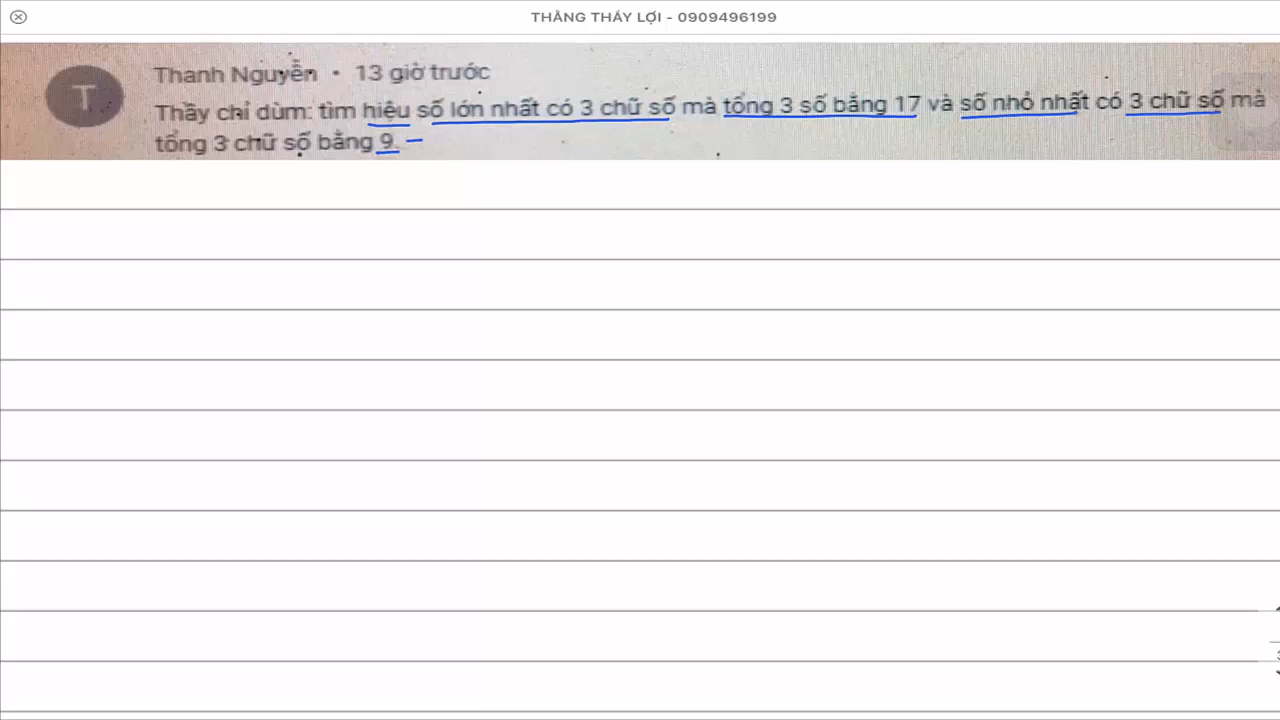 THẦNG THẦY LỢI - 0909496199
Thanh Nguyễn • 13 giờ trước
T
Thầy chỉ dùm: tìm hiệu số lớn nhất có 3 chữ số mà tổng 3 số bằng 17 và số nhỏ nhất có 3 chữ số mà
tổng 3 chữ số bằng 9.